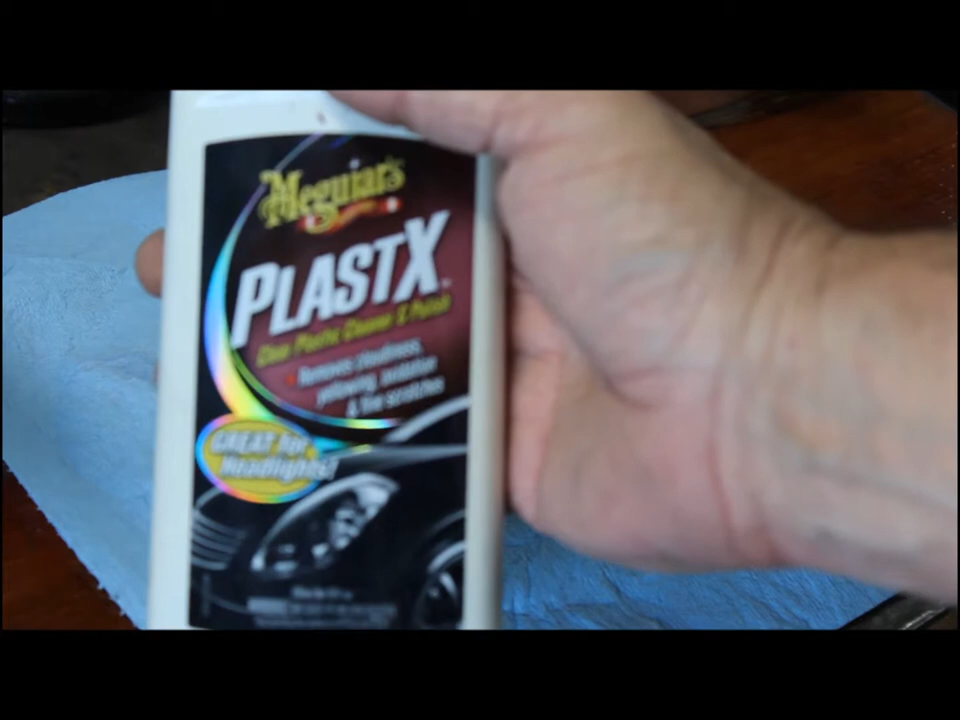 Meguiar's
PLASTX
Clear Plastic Cleaner & Polish
• Removes cloudiness,
yellowing, oxidation
& fine scratches
GREAT for
Headlights!